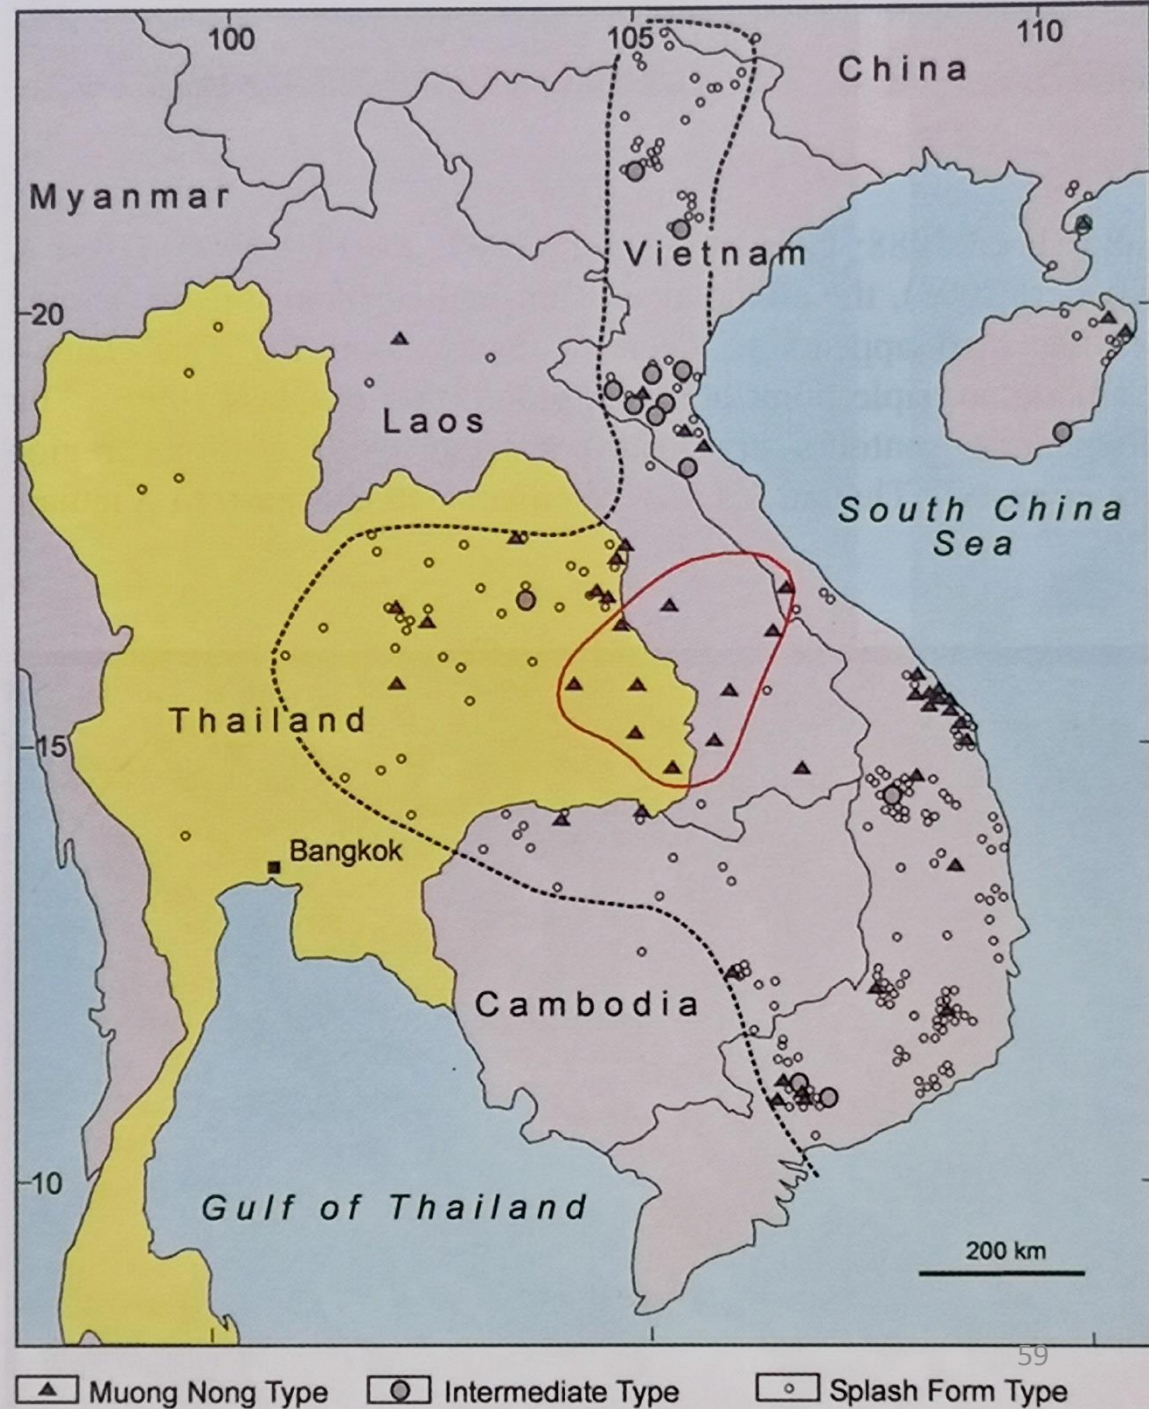 100
105
110
China
Myanmar
Vietnam
20
Laos
South China
Sea
Thailand
15
Bangkok
Cambodia
10
Gulf of Thailand
200 km
59
Muong Nong Type
Intermediate Type
Splash Form Type